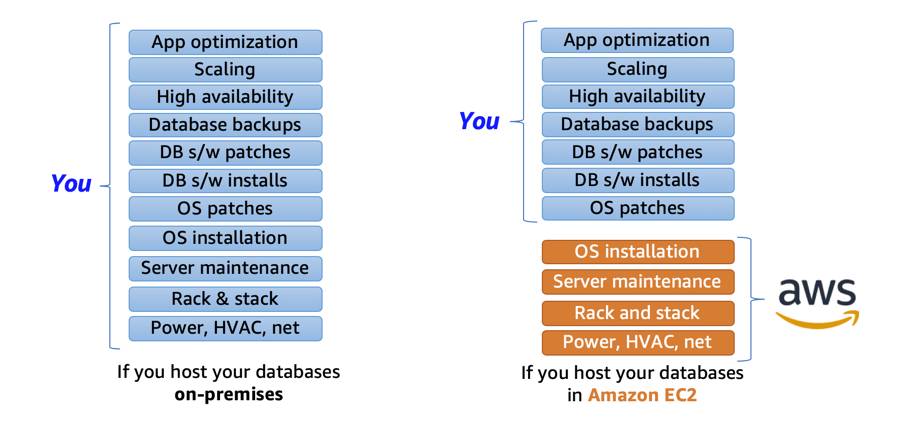 You
App optimization
Scaling
High availability
Database backups
DB s/w patches
DB s/w installs
OS patches
OS installation
Server maintenance
Rack & stack
Power, HVAC, net
If you host your databases
on-premises
You
App optimization
Scaling
High availability
Database backups
DB s/w patches
DB s/w installs
OS patches
OS installation
Server maintenance
Rack and stack
Power, HVAC, net
aws
If you host your databases
in Amazon EC2